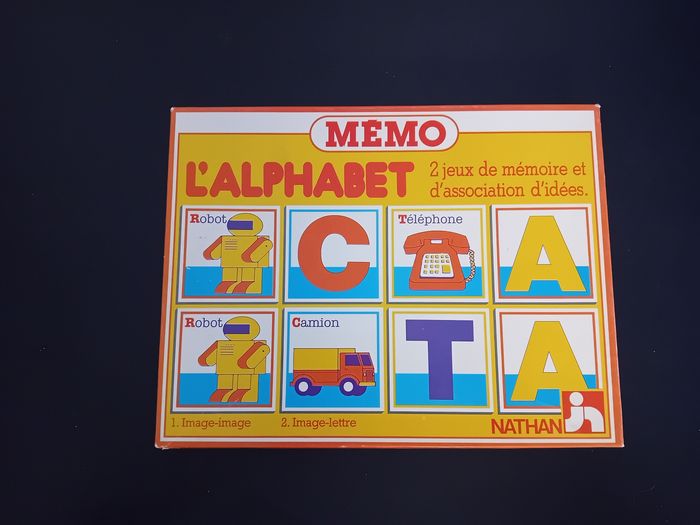 MÉMO
L'ALPHABET
2 jeux de mémoire et
d'association d'idées.
Robot
C
Téléphone
A
Robot
Camion
T
A
1. Image-image
2. Image-lettre
NATHAN